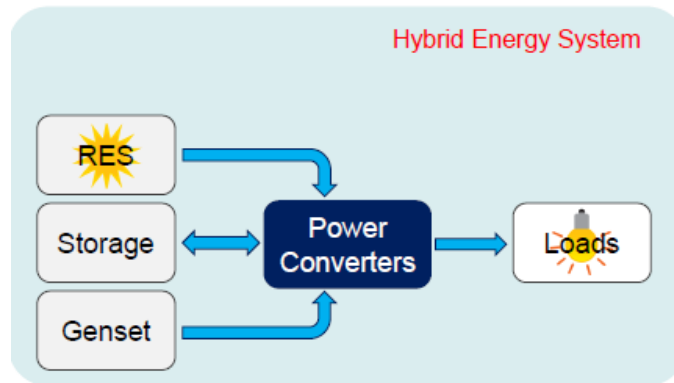 Hybrid Energy System
RES
Storage
Genset
Power
Converters
Loads